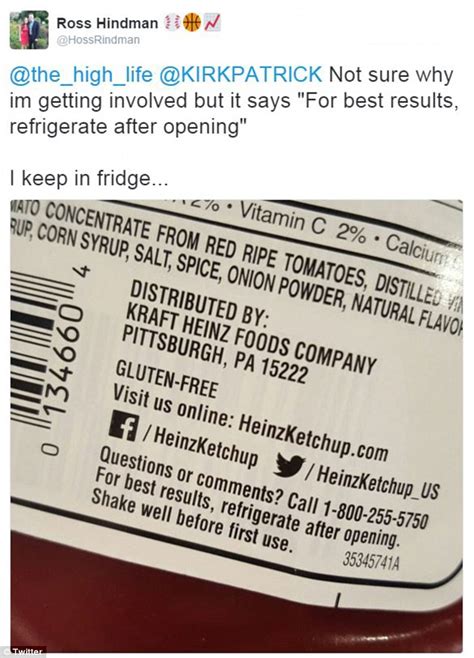 Ross Hindman
@HossRindman
@the_high_life @KIRKPATRICK Not sure why
im getting involved but it says "For best results,
refrigerate after opening"
I keep in fridge...
2% • Vitamin C 2% • Calcium
CONCENTRATE FROM RED RIPE TOMATOES, DISTILLED
CORN SYRUP, SALT, SPICE, ONION POWDER, NATURAL
DISTRIBUTED BY:
KRAFT HEINZ FOODS COMPANY
PITTSBURGH, PA 15222
GLUTEN-FREE
Visit us online: HeinzKetchup.com
f /HeinzKetchup /HeinzKetchup_US
Questions or comments? Call 1-800-255-5750
For best results, refrigerate after opening.
Shake well before first use.
35345741A
0 134660 4
© Twitter